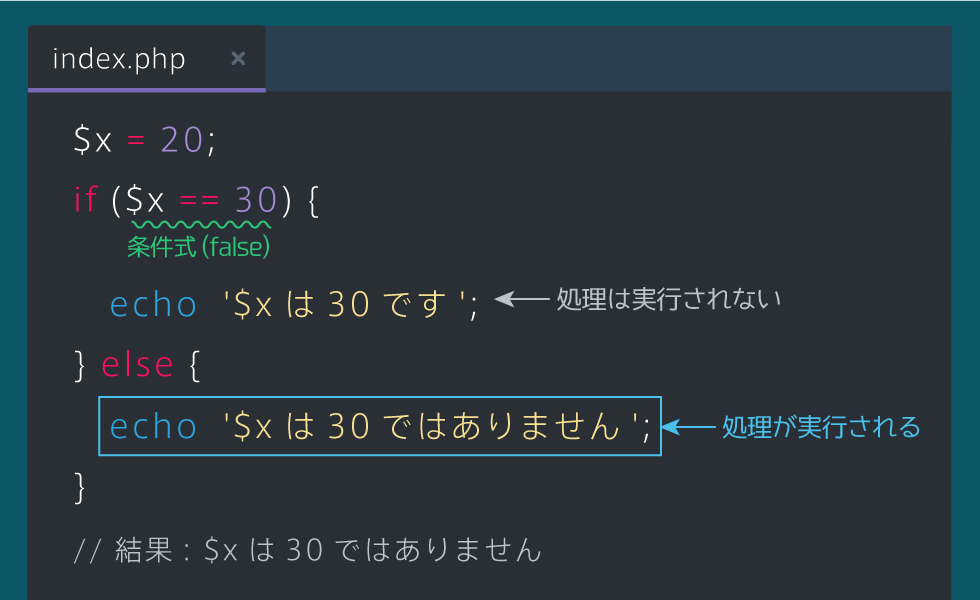 index.php ×
$x = 20;
if ($x == 30) {
条件式 (false)
echo '$x は 30 です '; 処理は実行されない
} else {
echo '$x は 30 ではありません '; 処理が実行される
}
// 結果 : $x は 30 ではありません